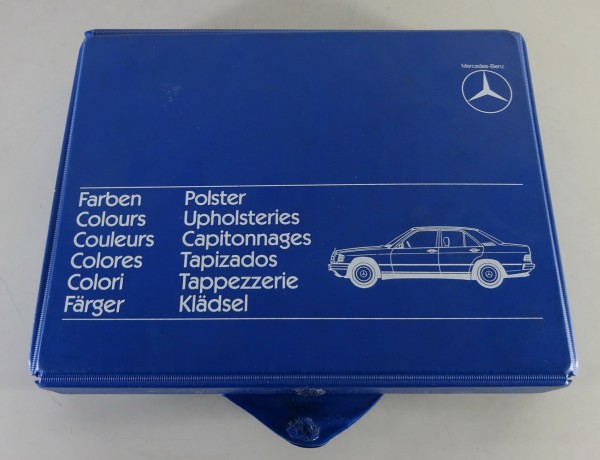 Mercedes-Benz
Farben Polster
Colours Upholsteries
Couleurs Capitonnages
Colores Tapizados
Colori Tappezzerie
Färger Klädsel